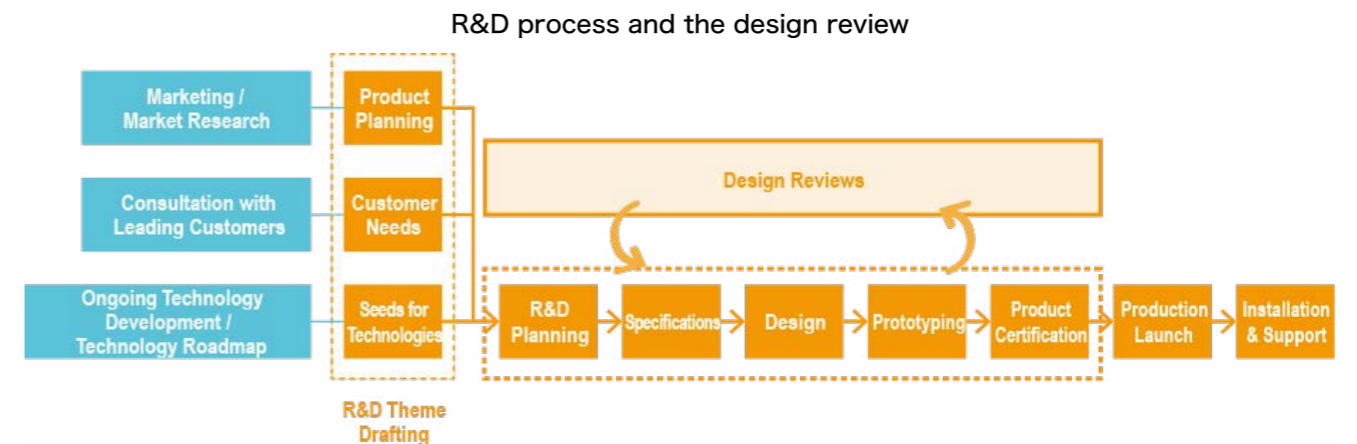 R&D process and the design review
Marketing /
Market Research
Product
Planning
Design Reviews
Consultation with
Leading Customers
Customer
Needs
Ongoing Technology
Development /
Technology Roadmap
Seeds for
Technologies
R&D
Planning
Specifications
Design
Prototyping
Product
Certification
Production
Launch
Installation
& Support
R&D Theme
Drafting